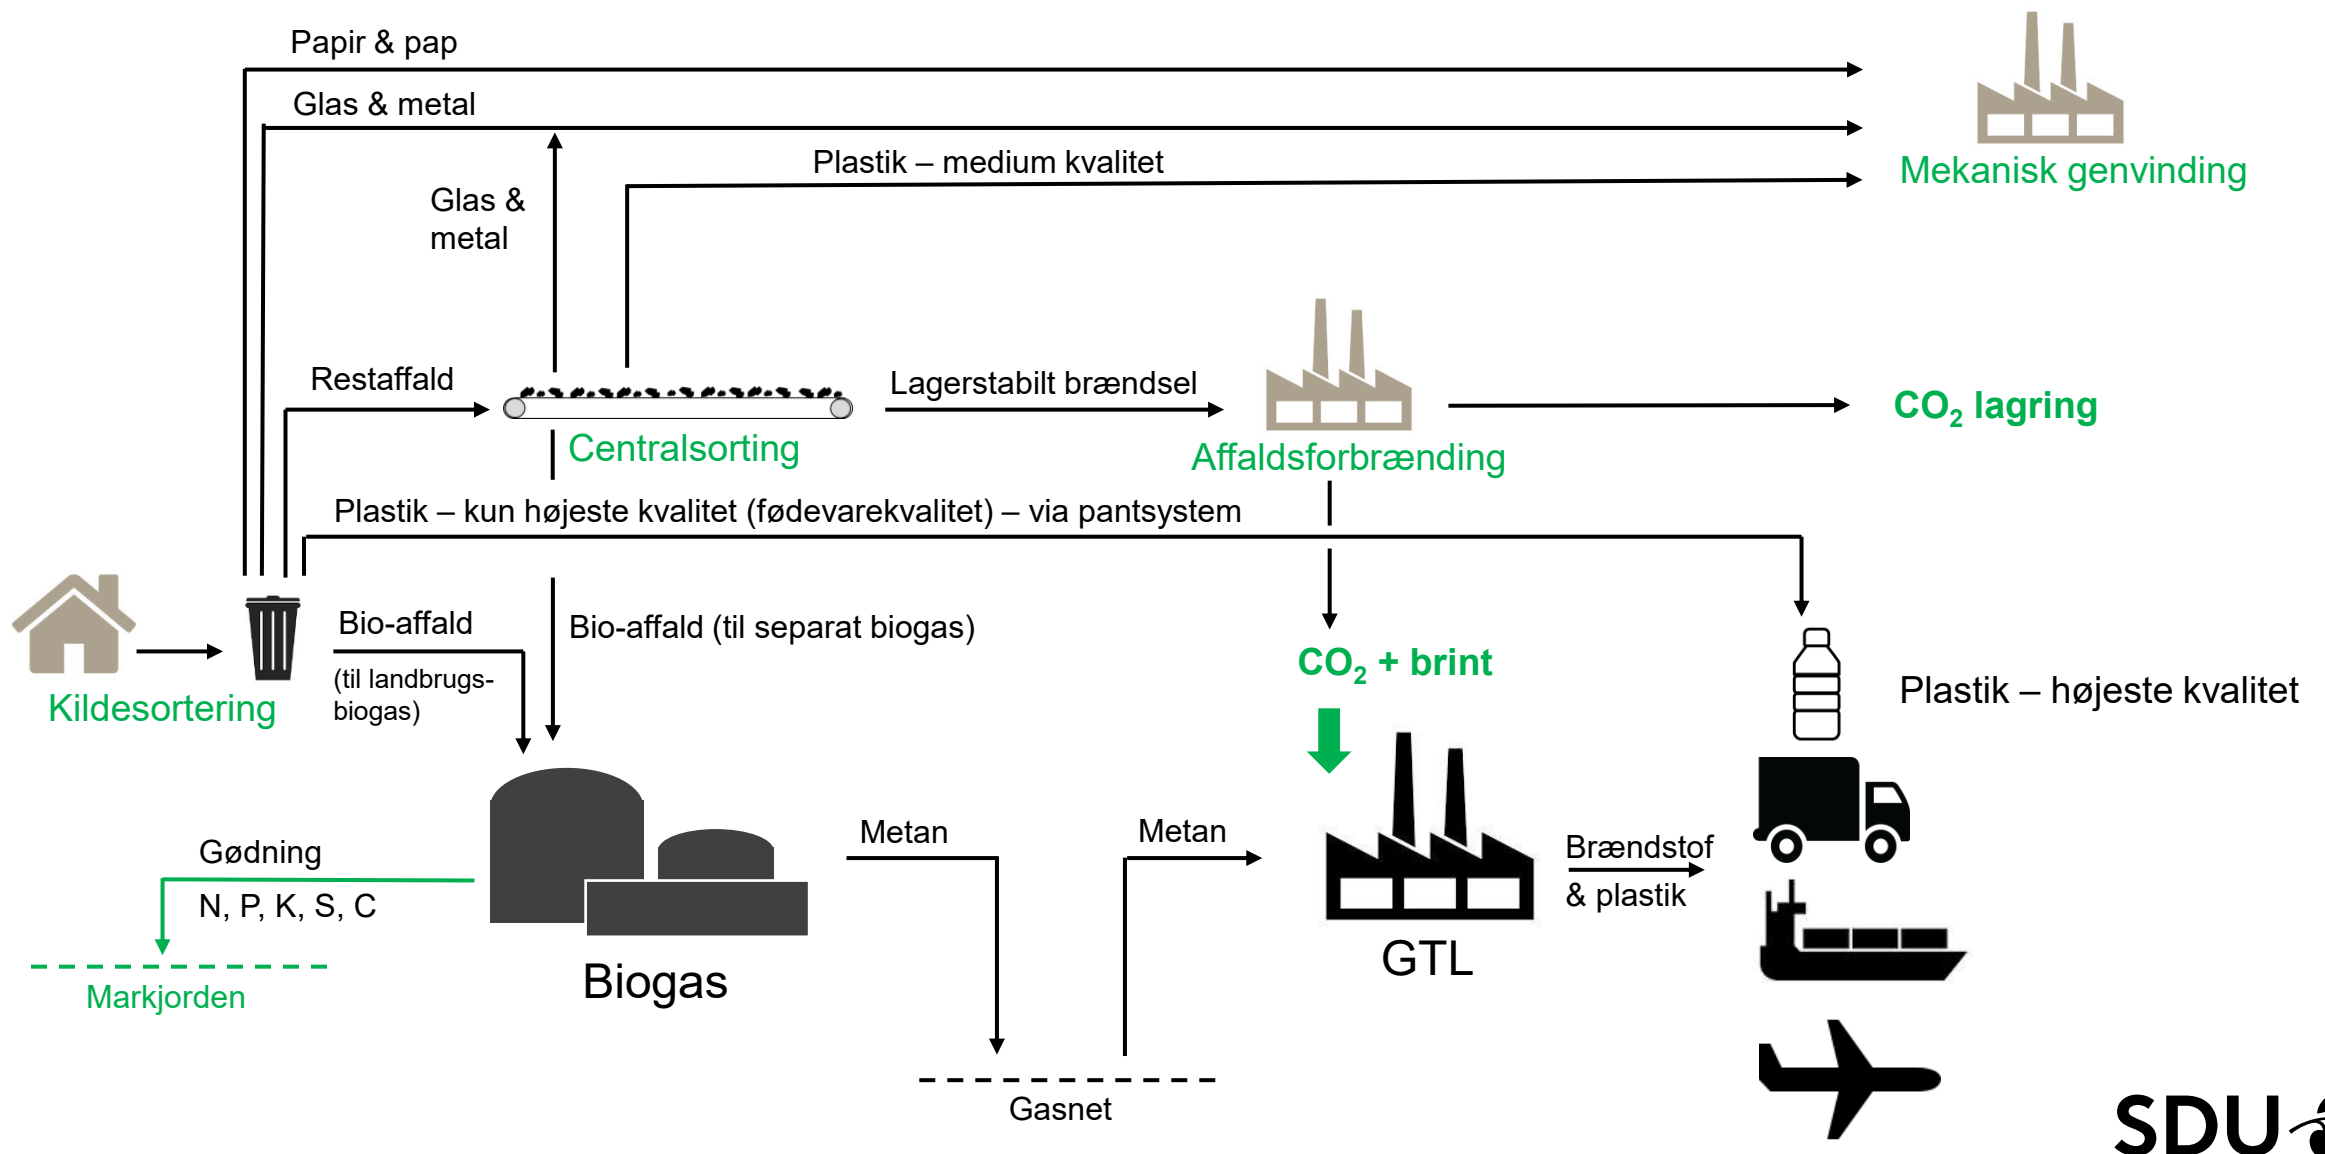 Papir & pap
Glas & metal
Plastik – medium kvalitet
Mekanisk genvinding
Glas &
metal
Restaffald
Lagerstabilt brændsel
CO₂ lagring
Centralsorting
Affaldsforbrænding
Plastik – kun højeste kvalitet (fødevarekvalitet) – via pantsystem
Bio-affald
(til landbrugs-
biogas)
Bio-affald (til separat biogas)
CO₂ + brint
Kildesortering
Plastik – højeste kvalitet
Gødning
N, P, K, S, C
Metan
Metan
Brændstof
& plastik
GTL
Biogas
Markjorden
Gasnet
SDU